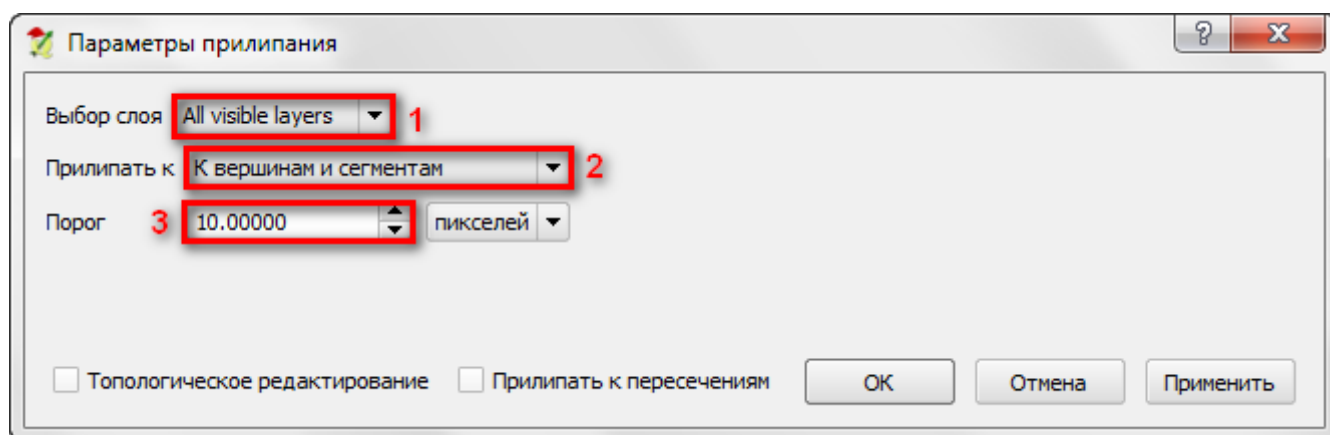 Параметры прилипания
Выбор слоя All visible layers 1
Прилипать к К вершинам и сегментам 2
Порог 3 10.00000 пикселей
Топологическое редактирование Прилипать к пересечениям ОК Отмена Применить